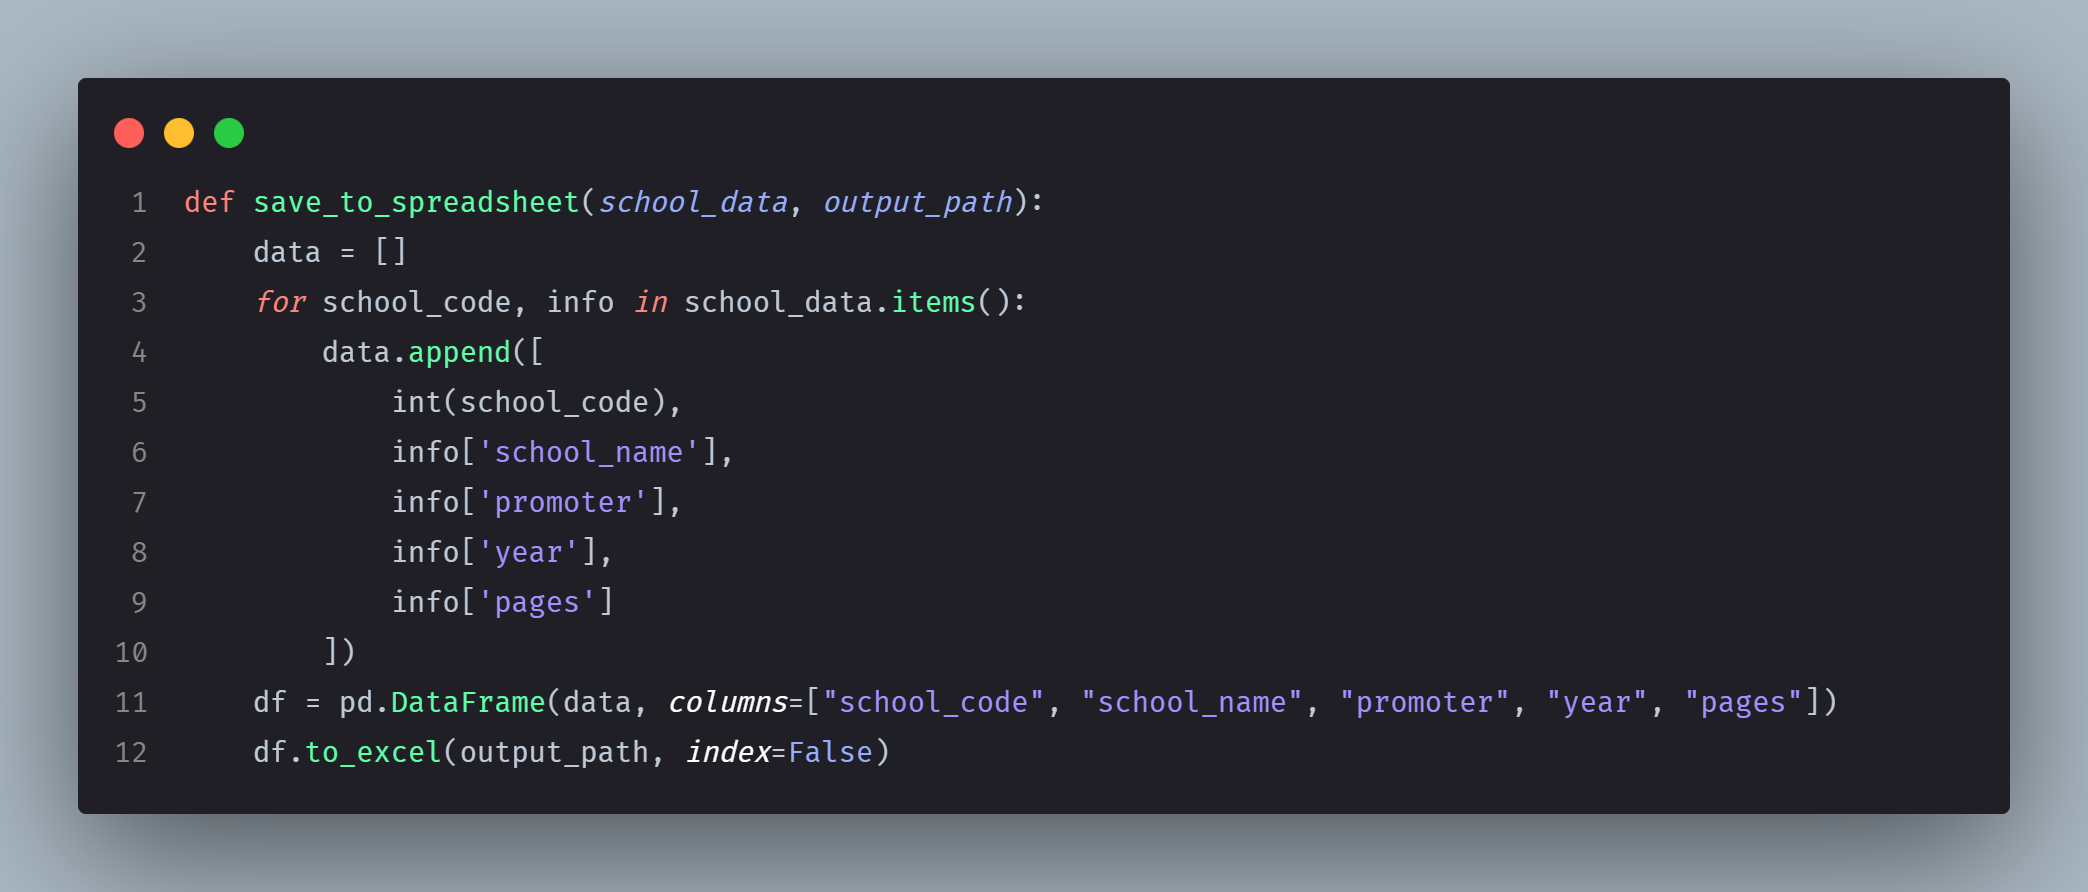 1 def save_to_spreadsheet(school_data, output_path):
2     data = []
3     for school_code, info in school_data.items():
4         data.append([
5             int(school_code),
6             info['school_name'],
7             info['promoter'],
8             info['year'],
9             info['pages']
10         ])
11     df = pd.DataFrame(data, columns=["school_code", "school_name", "promoter", "year", "pages"])
12     df.to_excel(output_path, index=False)